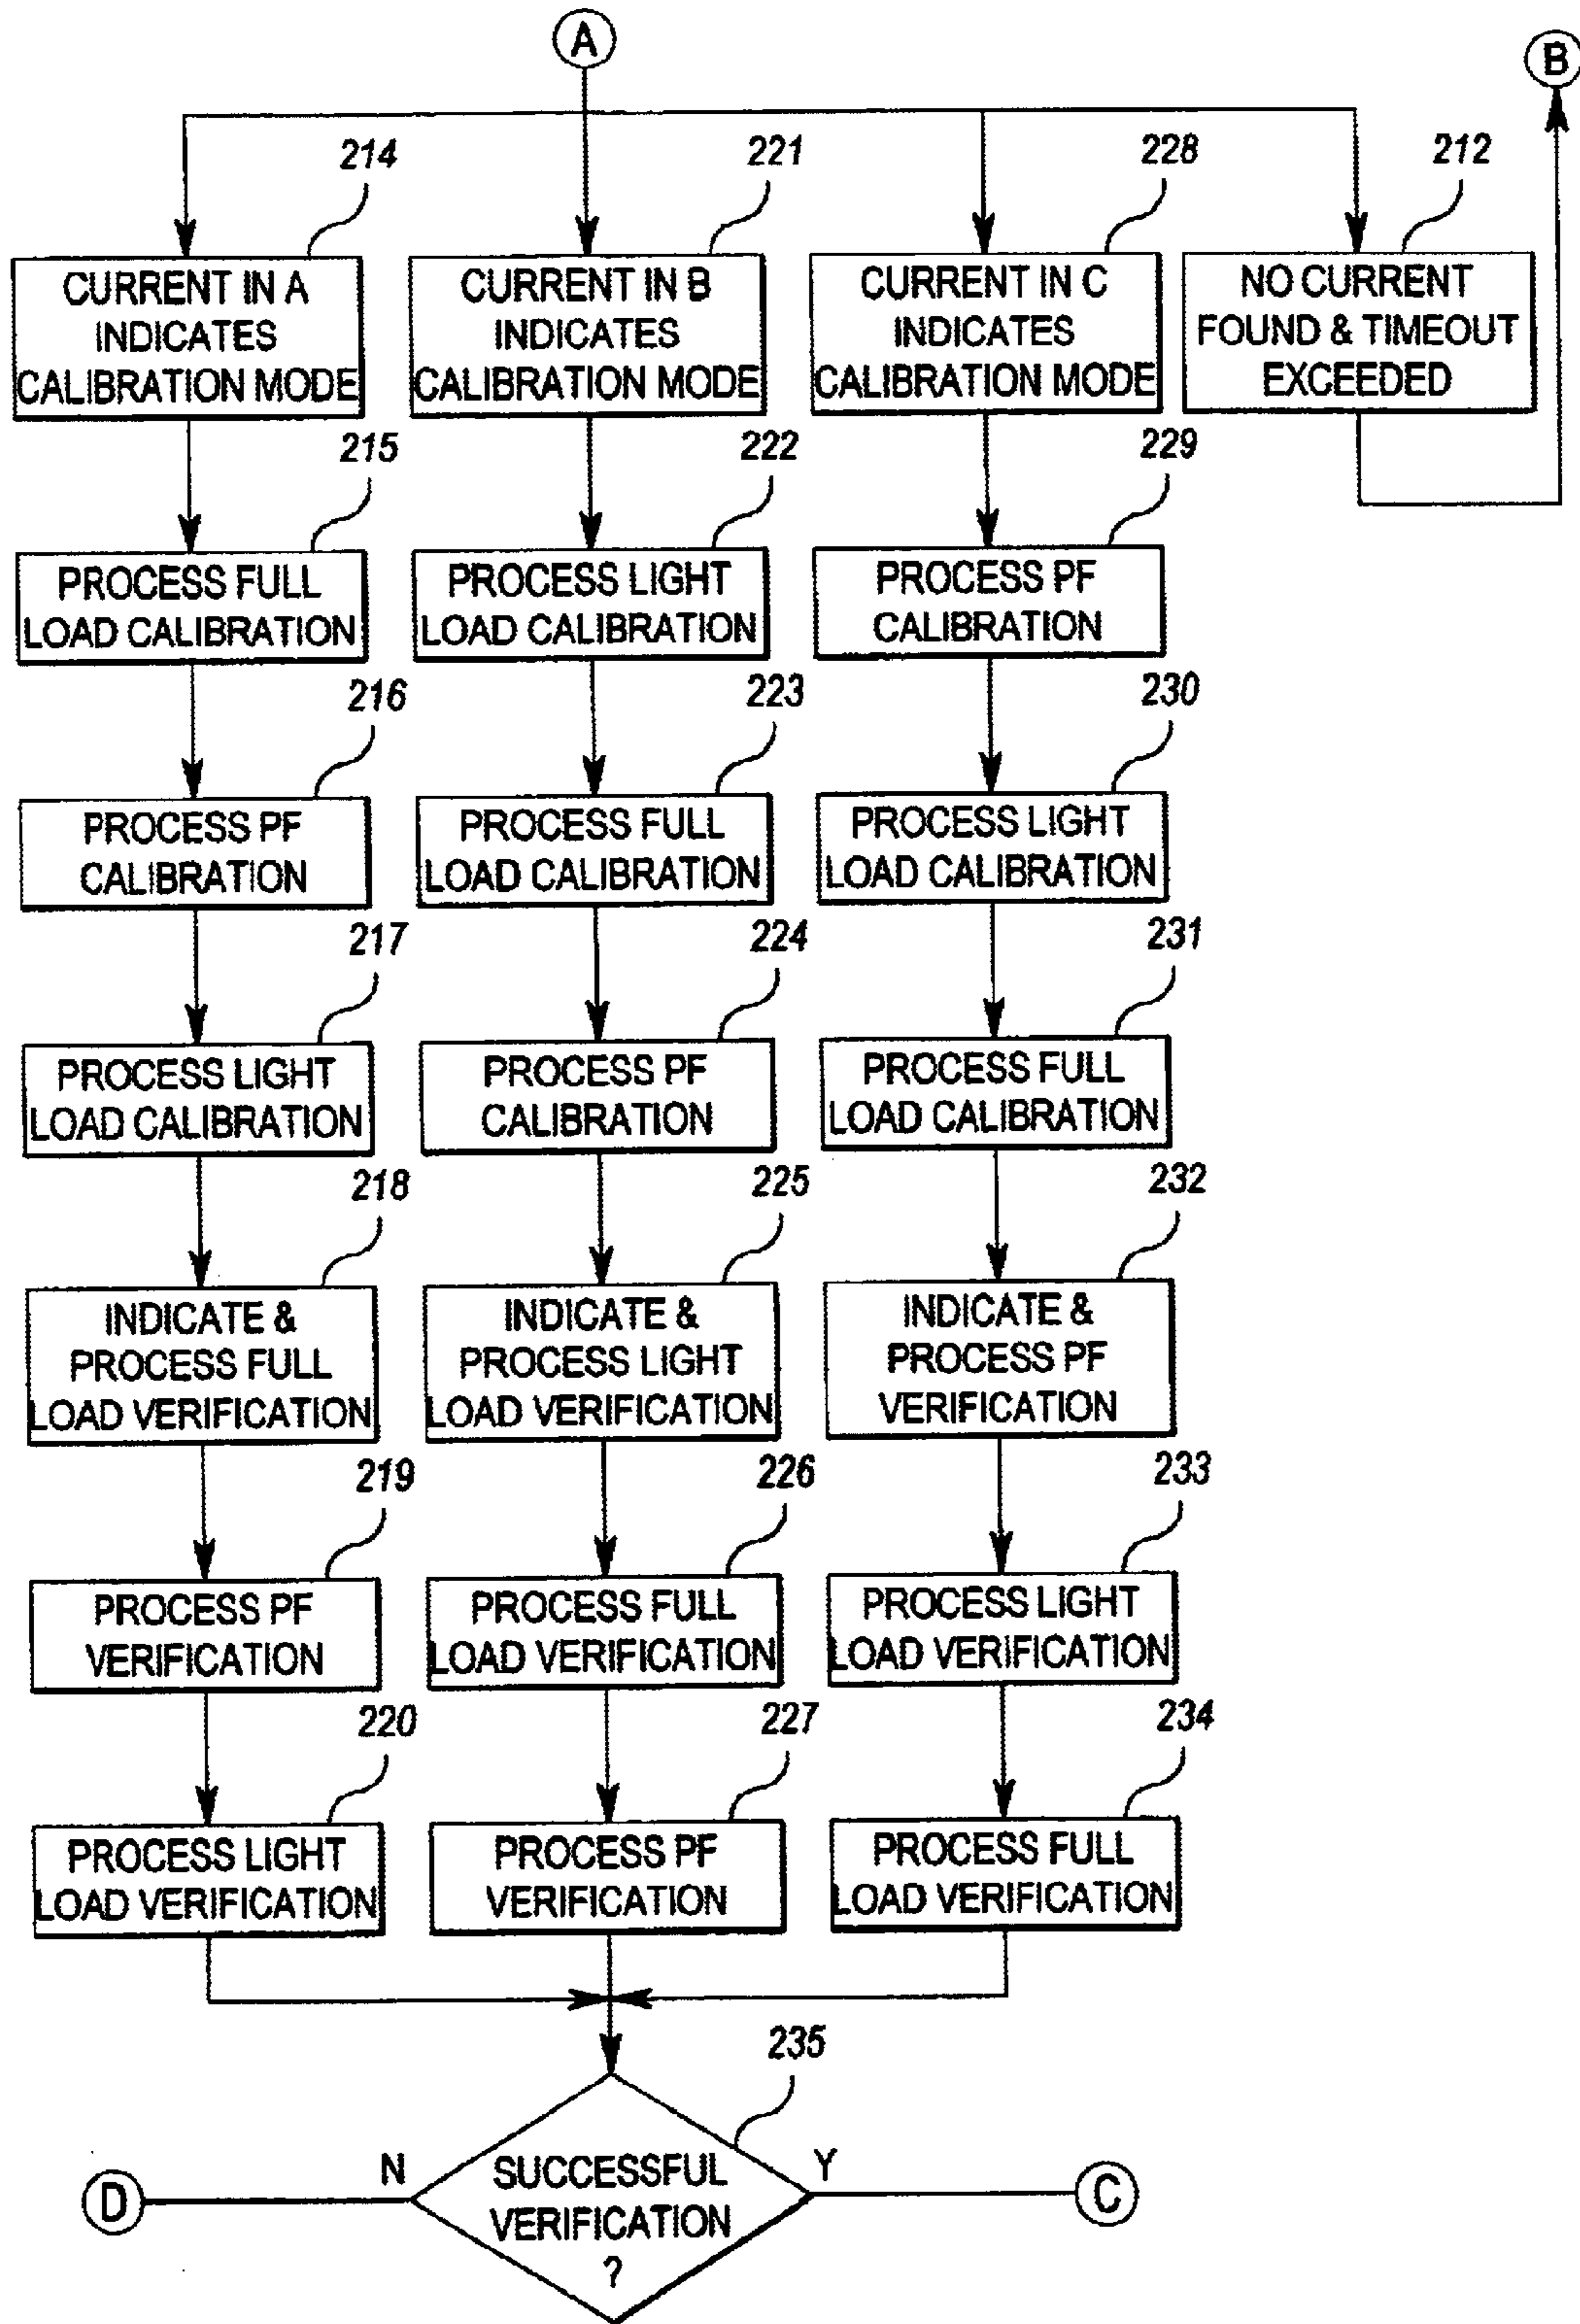 A
B
214
221
228
212
CURRENT IN A
INDICATES
CALIBRATION MODE
CURRENT IN B
INDICATES
CALIBRATION MODE
CURRENT IN C
INDICATES
CALIBRATION MODE
NO CURRENT
FOUND & TIMEOUT
EXCEEDED
215
222
229
PROCESS FULL
LOAD CALIBRATION
PROCESS LIGHT
LOAD CALIBRATION
PROCESS PF
CALIBRATION
216
223
230
PROCESS PF
CALIBRATION
PROCESS FULL
LOAD CALIBRATION
PROCESS LIGHT
LOAD CALIBRATION
217
224
231
PROCESS LIGHT
LOAD CALIBRATION
PROCESS PF
CALIBRATION
PROCESS FULL
LOAD CALIBRATION
218
225
232
INDICATE &
PROCESS FULL
LOAD VERIFICATION
INDICATE &
PROCESS LIGHT
LOAD VERIFICATION
INDICATE &
PROCESS PF
VERIFICATION
219
226
233
PROCESS PF
VERIFICATION
PROCESS FULL
LOAD VERIFICATION
PROCESS LIGHT
LOAD VERIFICATION
220
227
234
PROCESS LIGHT
LOAD VERIFICATION
PROCESS PF
VERIFICATION
PROCESS FULL
LOAD VERIFICATION
235
D
N
SUCCESSFUL
VERIFICATION
?
Y
C